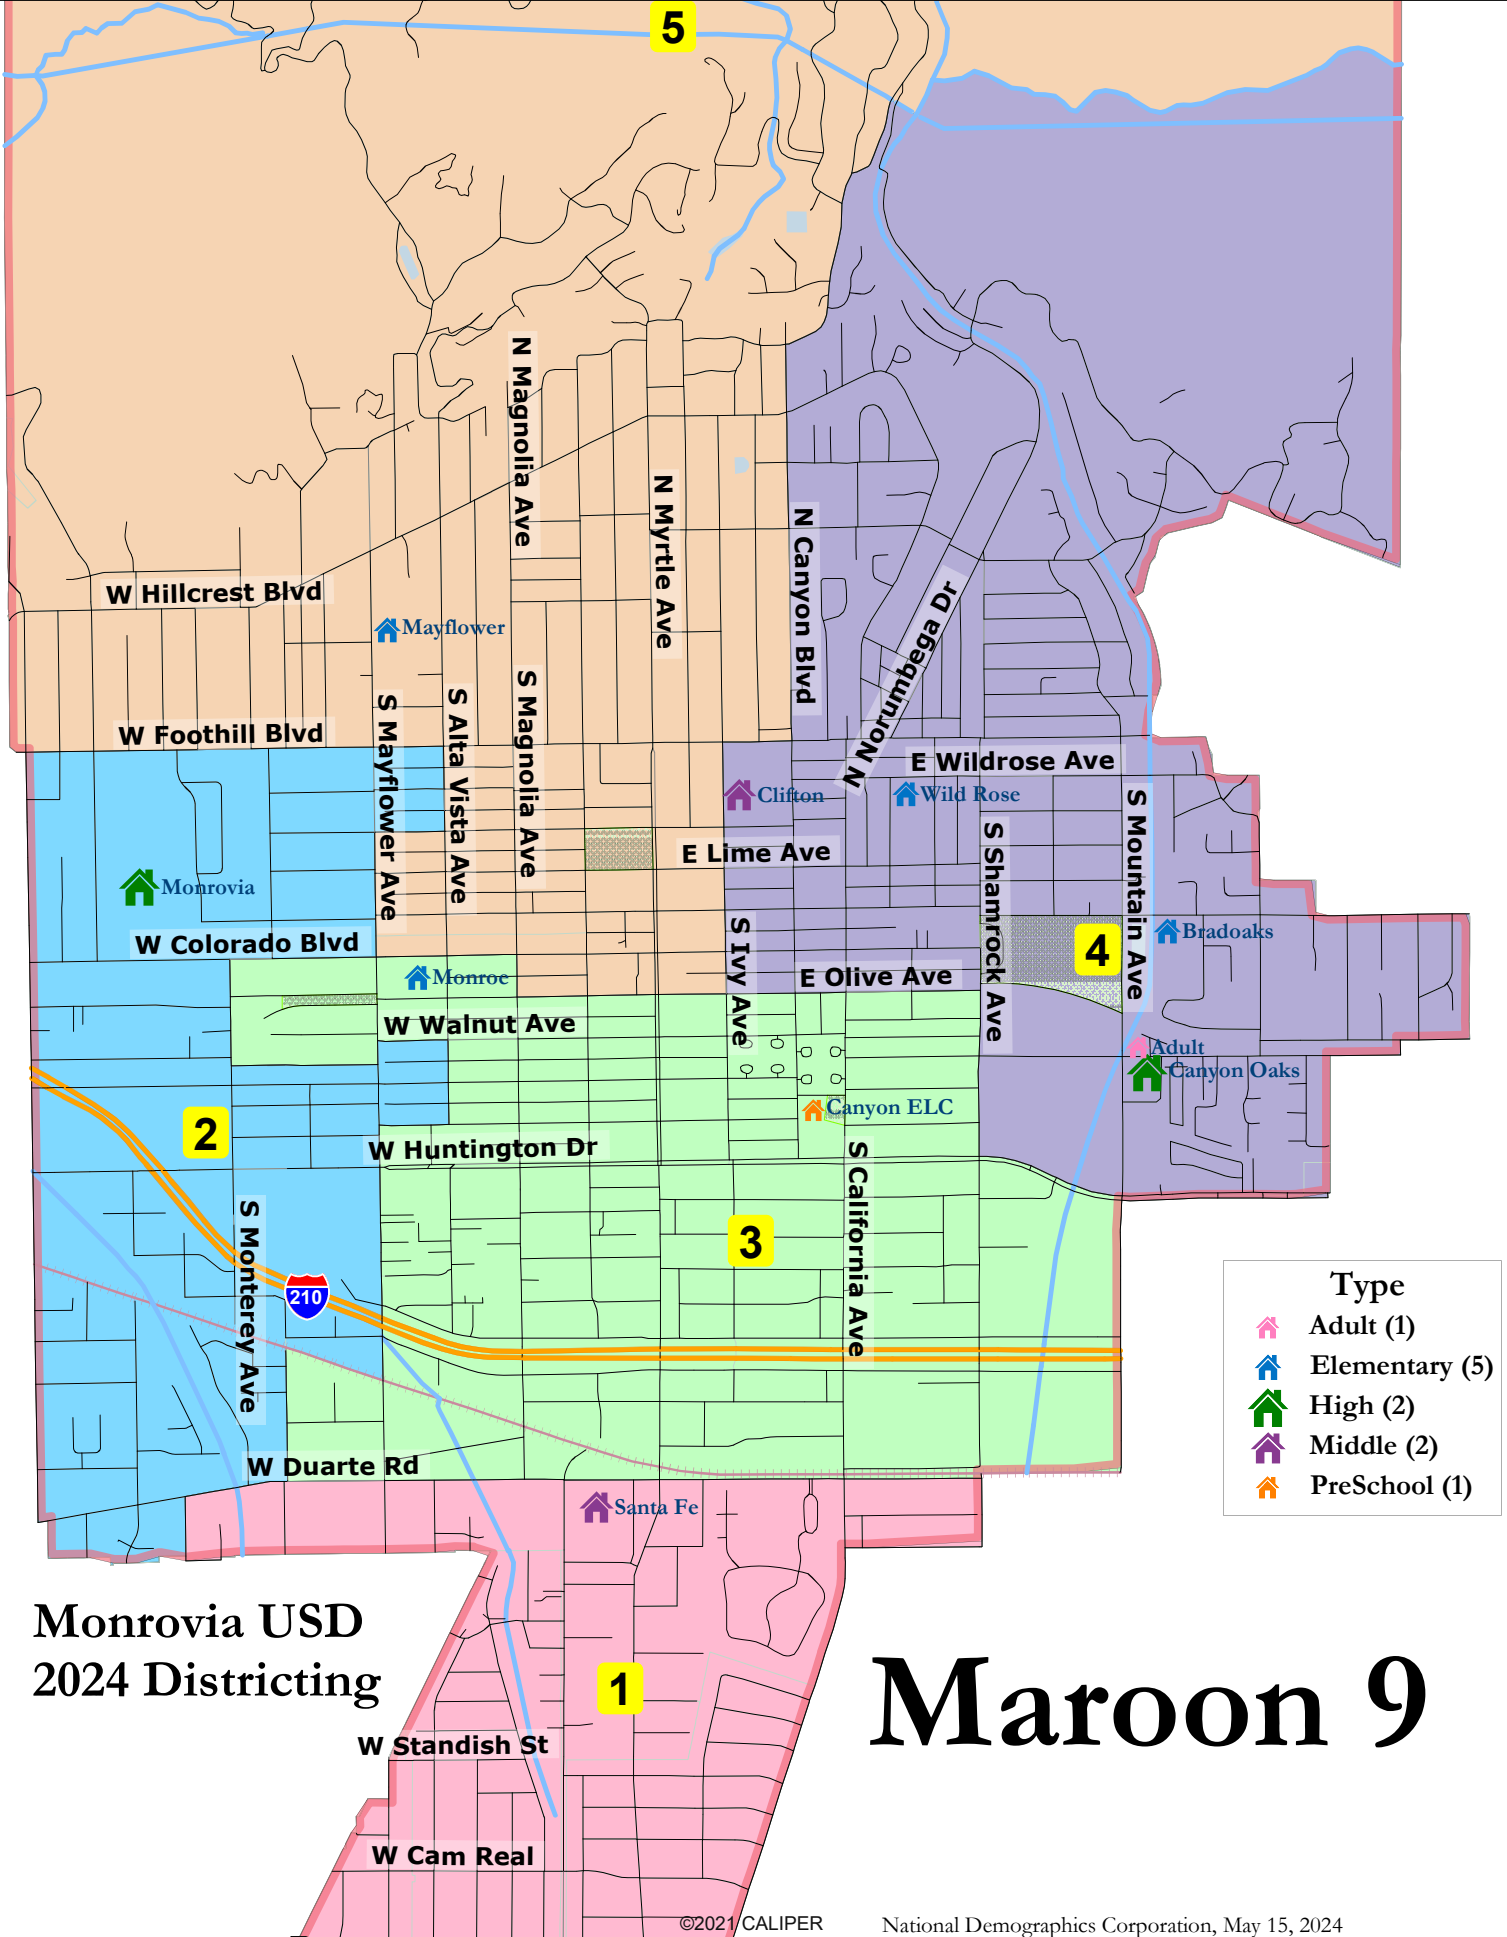 5
N Magnolia Ave
N Myrtle Ave
N Canyon Blvd
W Hillcrest Blvd
Mayflower
N Norumbega Dr
W Foothill Blvd
S Mayflower Ave
S Alta Vista Ave
S Magnolia Ave
E Wildrose Ave
Clifton
Wild Rose
E Lime Ave
S Shamrock Ave
S Mountain Ave
Monrovia
W Colorado Blvd
S Ivy Ave
4
Bradoaks
Monroe
E Olive Ave
W Walnut Ave
Adult
Canyon Oaks
2
Canyon ELC
W Huntington Dr
S California Ave
S Monterey Ave
3
210
Type
Adult (1)
Elementary (5)
High (2)
Middle (2)
PreSchool (1)
W Duarte Rd
Santa Fe
Monrovia USD
2024 Districting
1
Maroon 9
W Standish St
W Cam Real
©2021 CALIPER
National Demographics Corporation, May 15, 2024